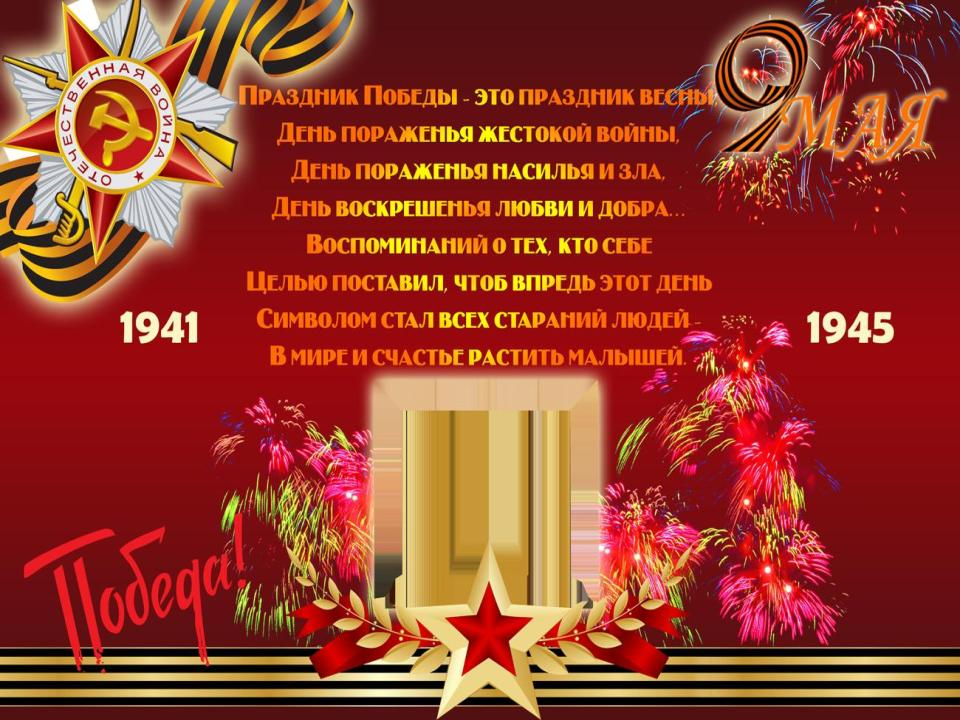 ОТЕЧЕСТВЕННАЯ ВОЙНА
9 МАЯ
Праздник Победы - это праздник весны,
День пораженья жестокой войны,
День пораженья насилья и зла,
День воскрешенья любви и добра...
Воспоминаний о тех, кто себе
Целью поставил, чтоб впредь этот день
Символом стал всех стараний людей -
В мире и счастье растить малышей.
1941
1945
Победа!